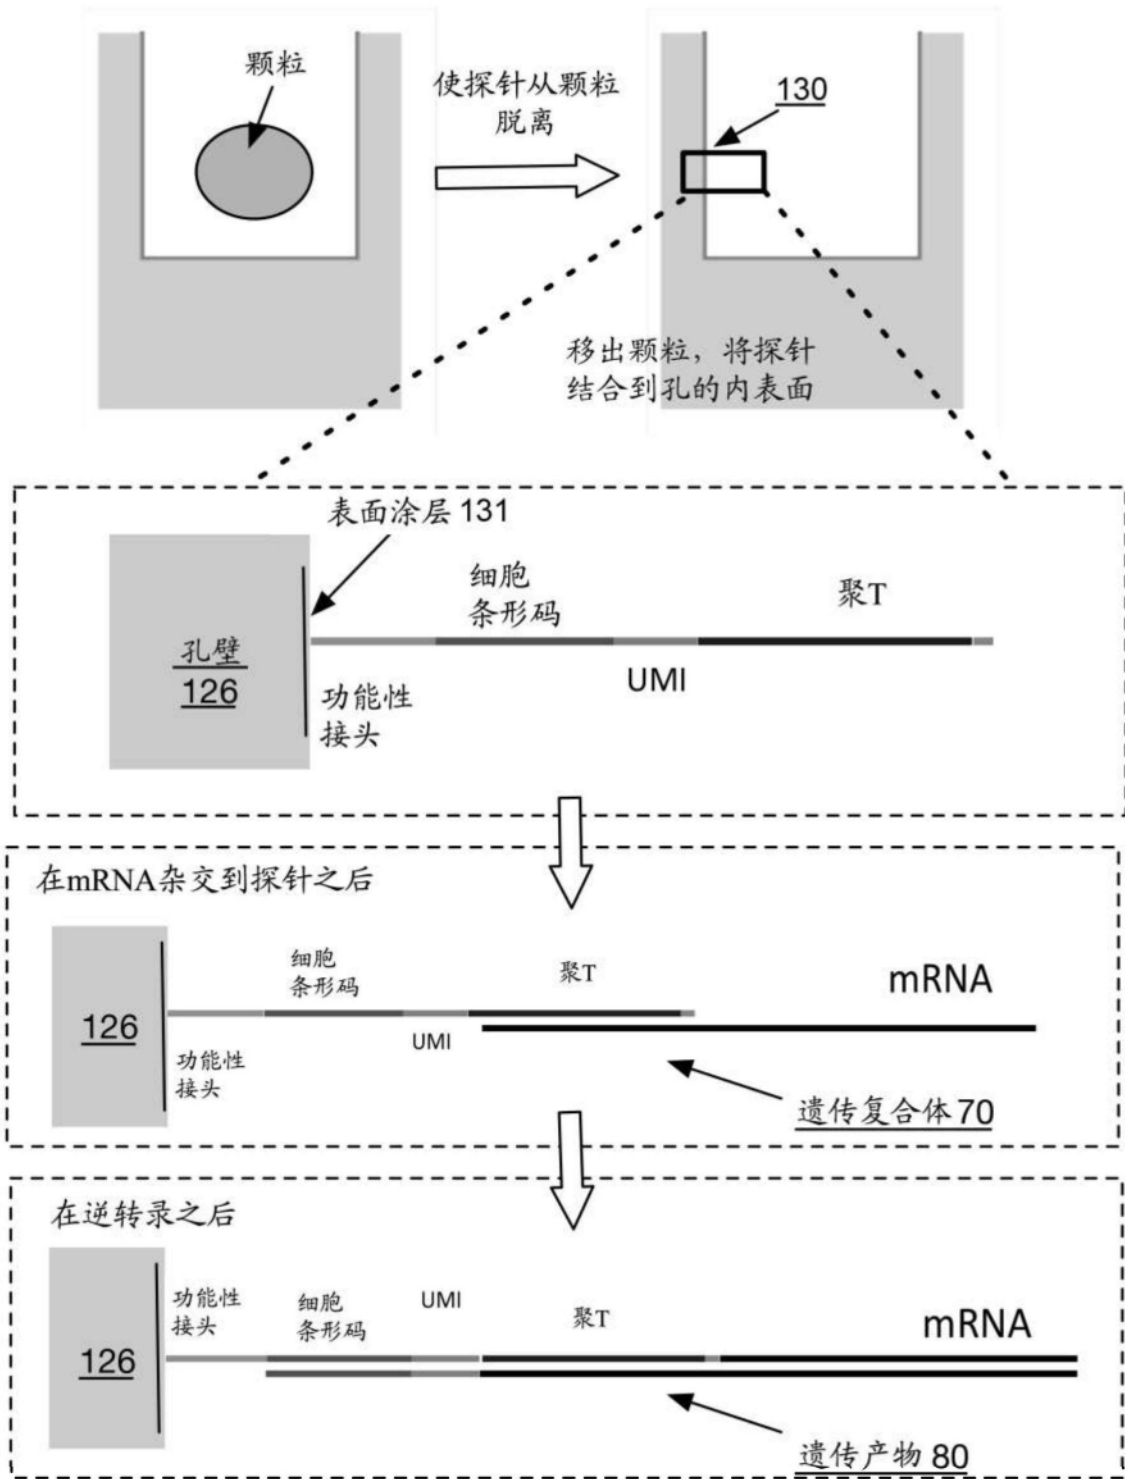 颗粒
使探针从颗粒
脱离
130
移出颗粒，将探针
结合到孔的内表面
表面涂层 131
细胞
条形码
聚T
孔壁
126
UMI
功能性
接头
在mRNA杂交到探针之后
细胞
条形码
聚T
mRNA
126
UMI
功能性
接头
遗传复合体 70
在逆转录之后
功能性
接头
细胞
条形码
UMI
聚T
mRNA
126
遗传产物 80